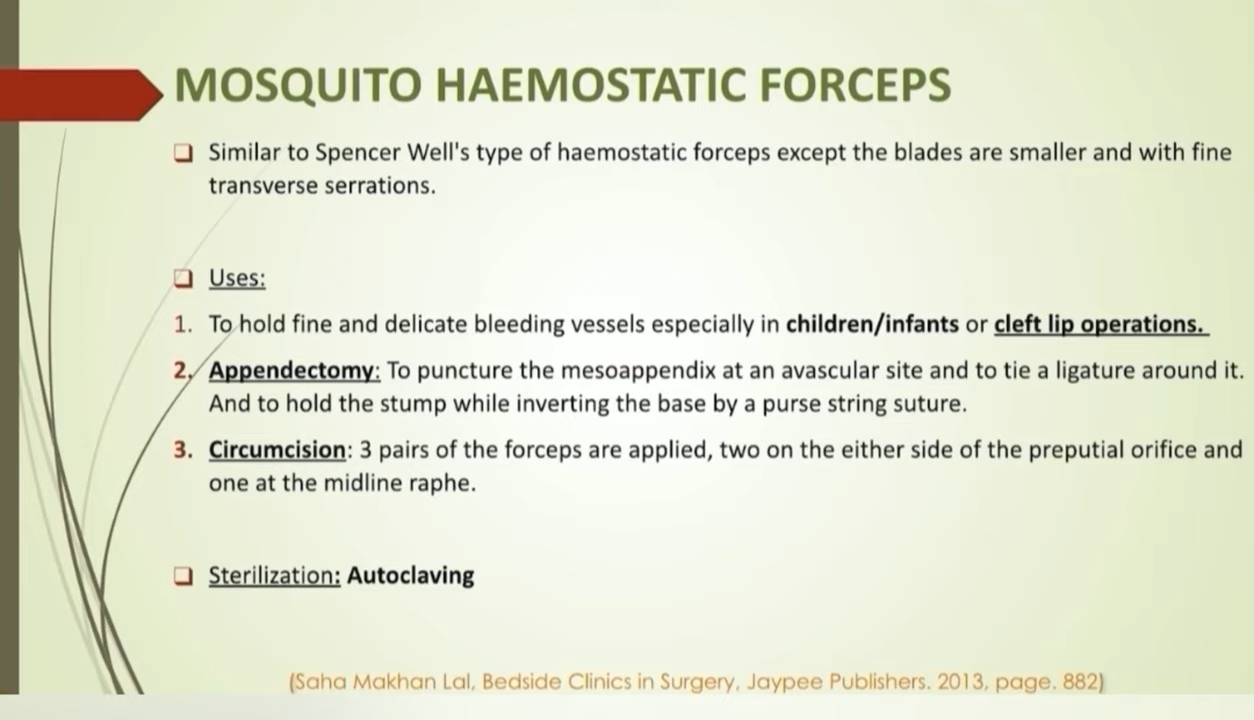 MOSQUITO HAEMOSTATIC FORCEPS
Similar to Spencer Well's type of haemostatic forceps except the blades are smaller and with fine
transverse serrations.
Uses:
1. To hold fine and delicate bleeding vessels especially in children/infants or cleft lip operations.
2. Appendectomy: To puncture the mesoappendix at an avascular site and to tie a ligature around it.
And to hold the stump while inverting the base by a purse string suture.
3. Circumcision: 3 pairs of the forceps are applied, two on the either side of the preputial orifice and
one at the midline raphe.
Sterilization: Autoclaving
(Saha Makhan Lal, Bedside Clinics in Surgery, Jaypee Publishers. 2013, page. 882)